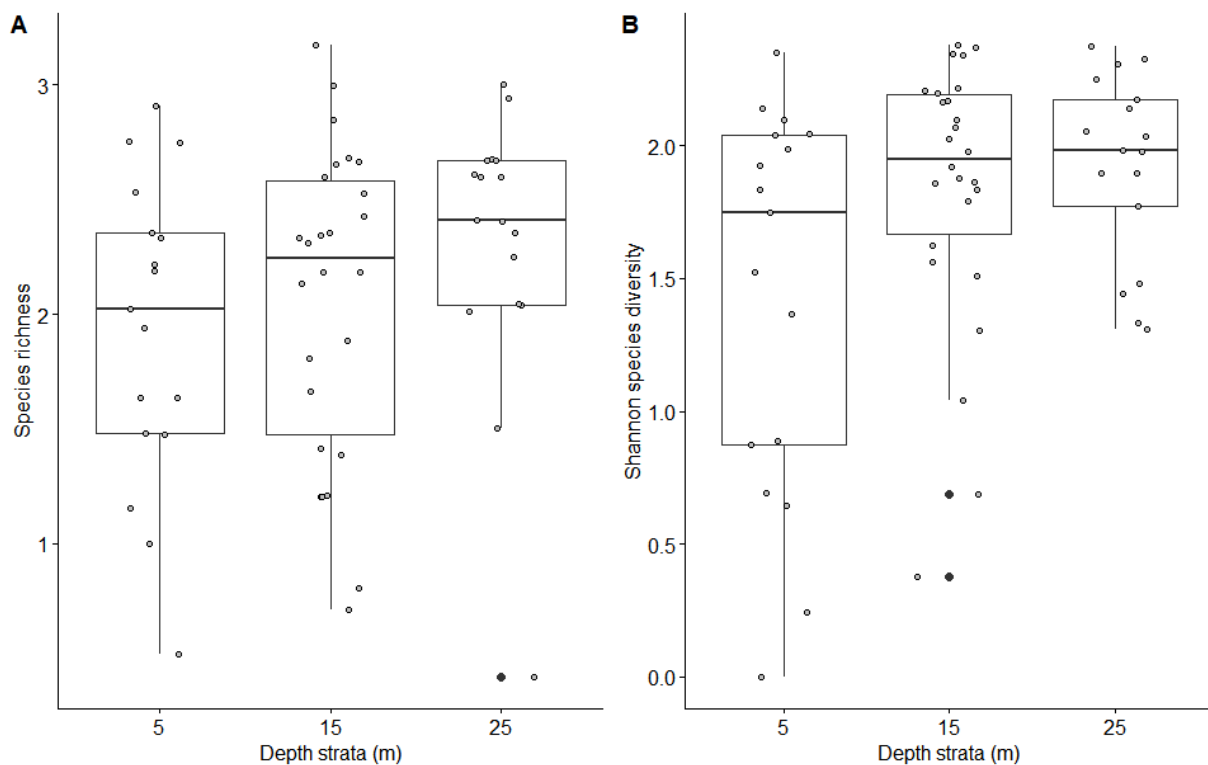 A
Species richness
3
2
1
5 15 25
Depth strata (m)
B
Shannon species diversity
2.0
1.5
1.0
0.5
0.0
5 15 25
Depth strata (m)